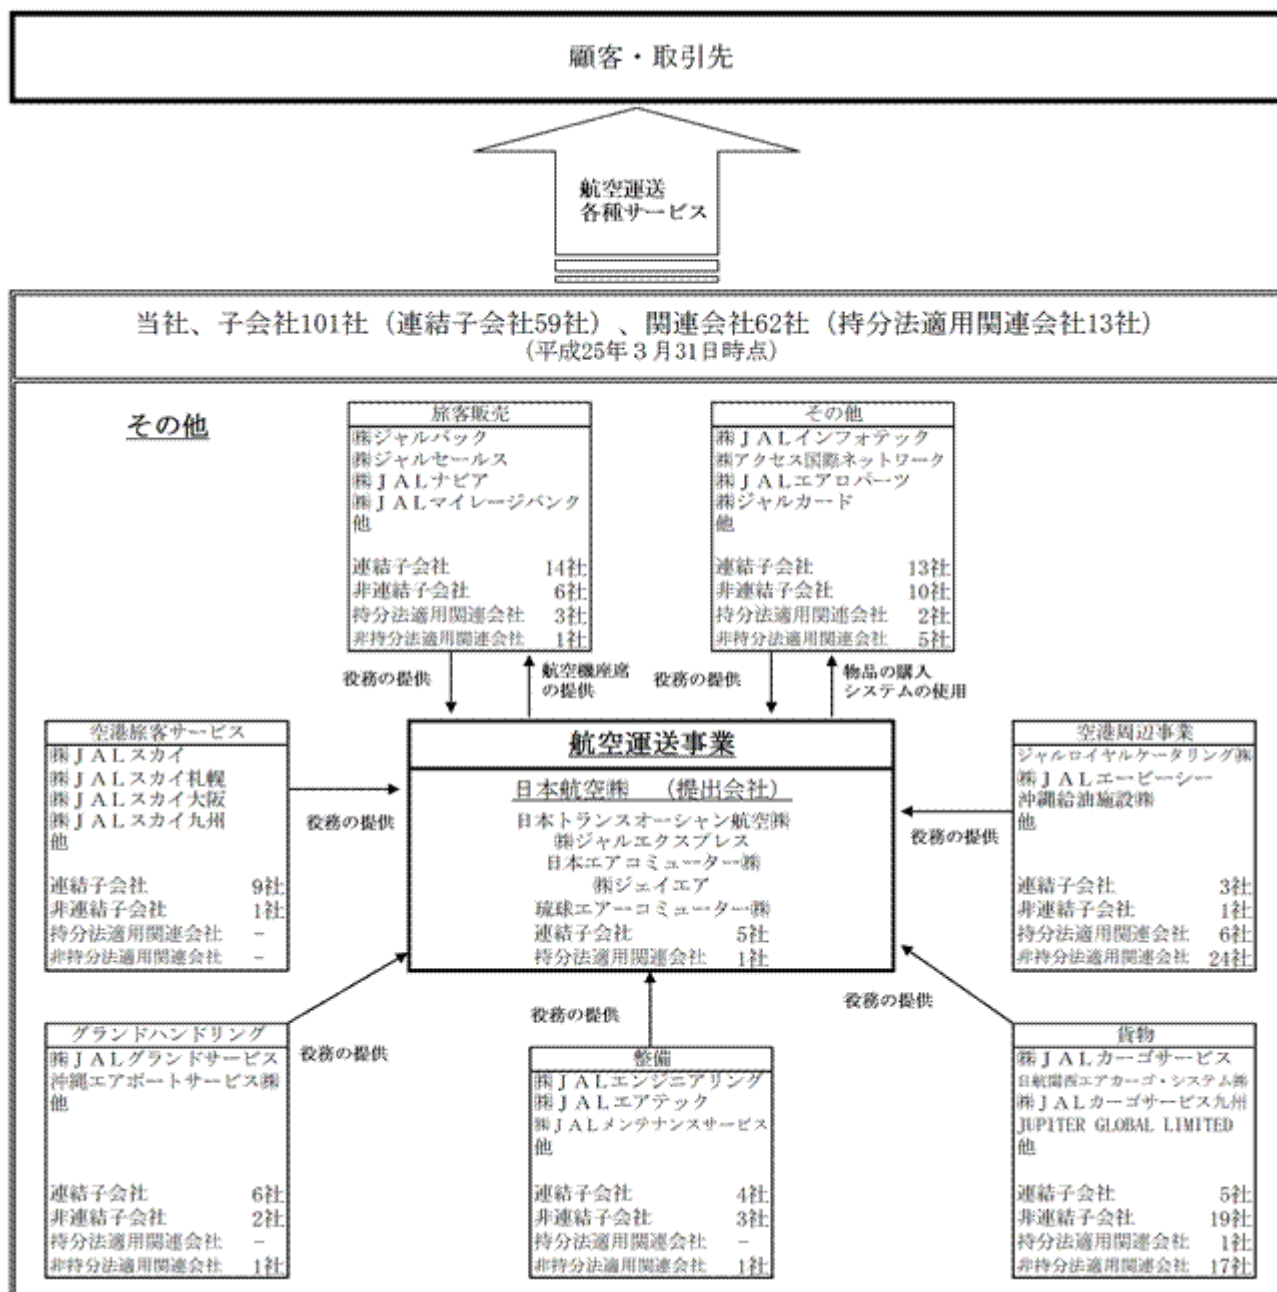 顧客・取引先
航空運送
各種サービス
当社、子会社101社（連結子会社59社）、関連会社62社（持分法適用関連会社13社）
（平成25年３月31日時点）
その他
旅客販売
㈱ジャルパック
㈱ジャルセールス
㈱ＪＡＬナビア
㈱ＪＡＬマイレージバンク
他
連結子会社 14社
非連結子会社 6社
持分法適用関連会社 3社
非持分法適用関連会社 1社
その他
㈱ＪＡＬインフォテック
㈱アクセス国際ネットワーク
㈱ＪＡＬエアロパーツ
㈱ジャルカード
他
連結子会社 13社
非連結子会社 10社
持分法適用関連会社 2社
非持分法適用関連会社 5社
役務の提供
航空機座席
の提供
役務の提供
物品の購入
システムの使用
空港旅客サービス
㈱ＪＡＬスカイ
㈱ＪＡＬスカイ札幌
㈱ＪＡＬスカイ大阪
㈱ＪＡＬスカイ九州
他
連結子会社 9社
非連結子会社 1社
持分法適用関連会社 －
非持分法適用関連会社 －
役務の提供
航空運送事業
日本航空㈱　（提出会社）
日本トランスオーシャン航空㈱
㈱ジャルエクスプレス
日本エアコミューター㈱
㈱ジェイエア
琉球エアーコミューター㈱
連結子会社 5社
持分法適用関連会社 1社
役務の提供
空港周辺事業
ジャルロイヤルケータリング㈱
㈱ＪＡＬエービーシー
沖縄給油施設㈱
他
連結子会社 3社
非連結子会社 1社
持分法適用関連会社 6社
非持分法適用関連会社 24社
グランドハンドリング
㈱ＪＡＬグランドサービス
沖縄エアポートサービス㈱
他
連結子会社 6社
非連結子会社 2社
持分法適用関連会社 －
非持分法適用関連会社 1社
役務の提供
役務の提供
整備
㈱ＪＡＬエンジニアリング
㈱ＪＡＬエアテック
㈱ＪＡＬメンテナンスサービス
他
連結子会社 4社
非連結子会社 3社
持分法適用関連会社 －
非持分法適用関連会社 1社
役務の提供
貨物
㈱ＪＡＬカーゴサービス
日航関西エアカーゴ・システム㈱
㈱ＪＡＬカーゴサービス九州
JUPITER GLOBAL LIMITED
他
連結子会社 5社
非連結子会社 19社
持分法適用関連会社 1社
非持分法適用関連会社 17社